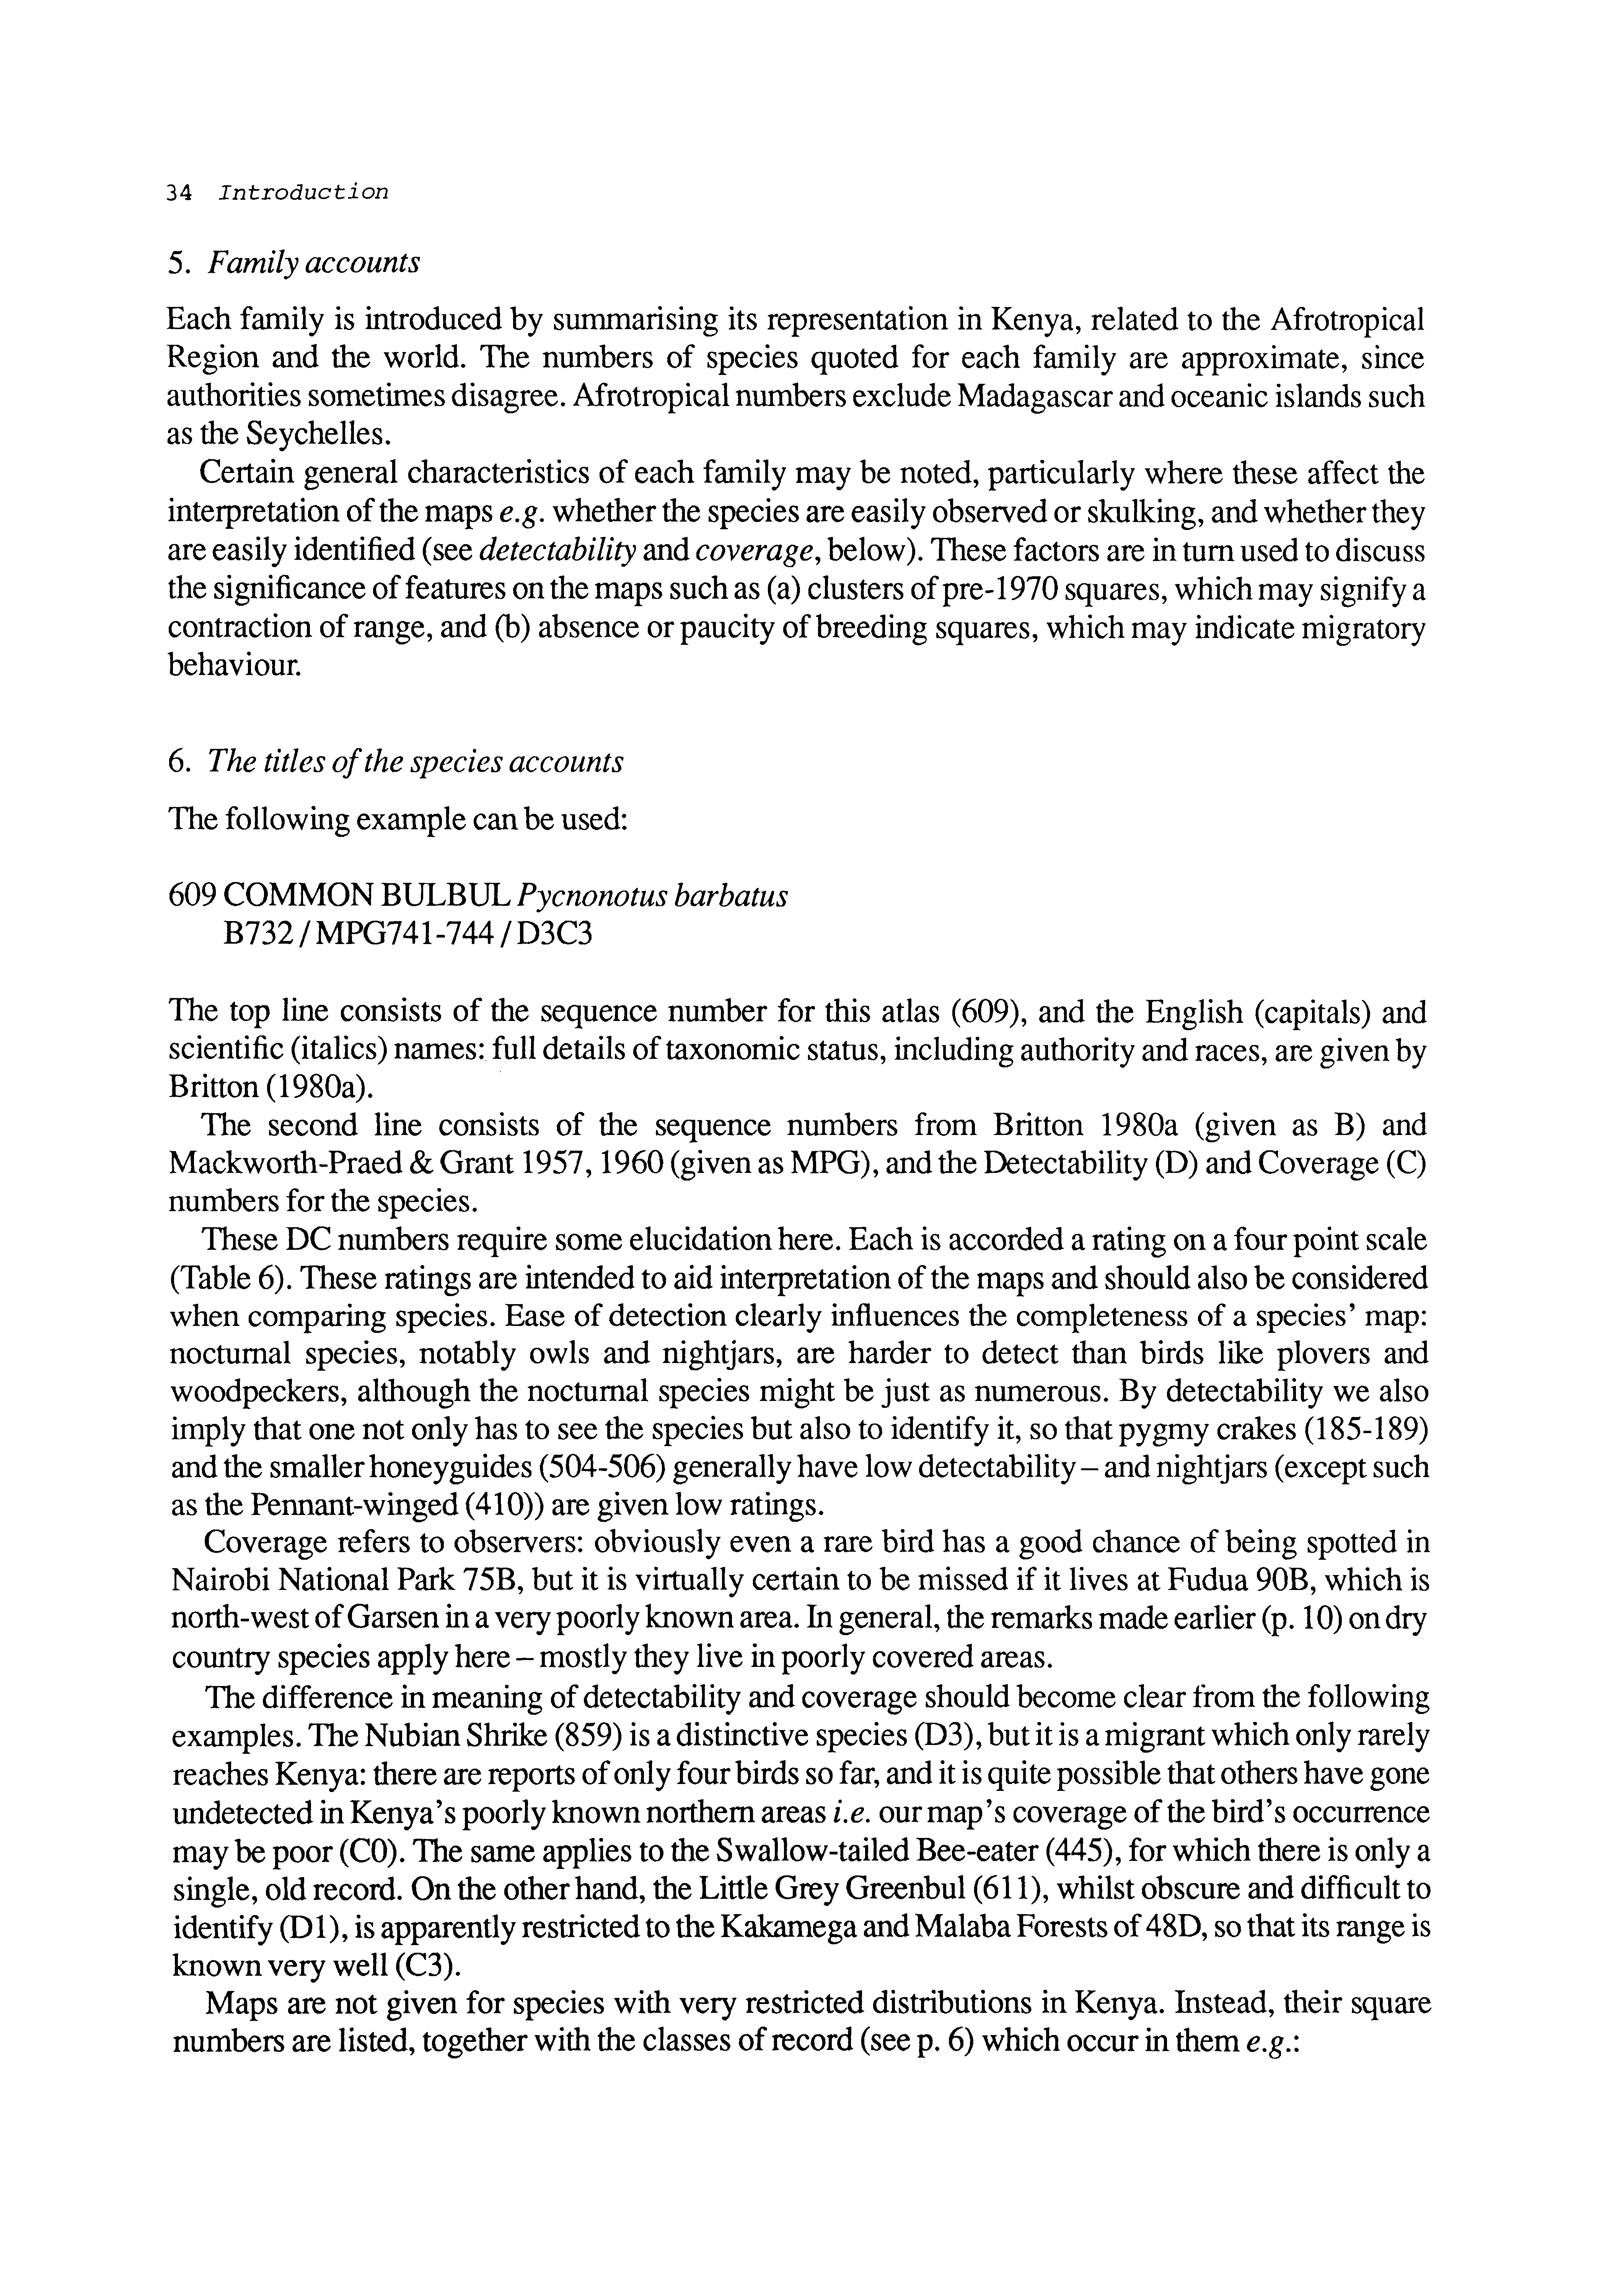 34 Introduction
5. Family accounts
Each family is introduced by summarising its representation in Kenya, related to the Afrotropical
Region and the world. The numbers of species quoted for each family are approximate, since
authorities sometimes disagree. Afrotropical numbers exclude Madagascar and oceanic islands such
as the Seychelles.
Certain general characteristics of each family may be noted, particularly where these affect the
interpretation of the maps e.g. whether the species are easily observed or skulking, and whether they
are easily identified (see detectability and coverage, below). These factors are in turn used to discuss
the significance of features on the maps such as (a) clusters of pre-1970 squares, which may signify a
contraction of range, and (b) absence or paucity of breeding squares, which may indicate migratory
behaviour.
6. The titles of the species accounts
The following example can be used:
609 COMMON BULBUL Pycnonotus barbatus
B732 / MPG741-744 / D3C3
The top line consists of the sequence number for this atlas (609), and the English (capitals) and
scientific (italics) names: full details of taxonomic status, including authority and races, are given by
Britton (1980a).
The second line consists of the sequence numbers from Britton 1980a (given as B) and
Mackworth-Praed & Grant 1957, 1960 (given as MPG), and the Detectability (D) and Coverage (C)
numbers for the species.
These DC numbers require some elucidation here. Each is accorded a rating on a four point scale
(Table 6). These ratings are intended to aid interpretation of the maps and should also be considered
when comparing species. Ease of detection clearly influences the completeness of a species' map:
nocturnal species, notably owls and nightjars, are harder to detect than birds like plovers and
woodpeckers, although the nocturnal species might be just as numerous. By detectability we also
imply that one not only has to see the species but also to identify it, so that pygmy crakes (185-189)
and the smaller honeyguides (504-506) generally have low detectability – and nightjars (except such
as the Pennant-winged (410)) are given low ratings.
Coverage refers to observers: obviously even a rare bird has a good chance of being spotted in
Nairobi National Park 75B, but it is virtually certain to be missed if it lives at Fudua 90B, which is
north-west of Garsen in a very poorly known area. In general, the remarks made earlier (p. 10) on dry
country species apply here – mostly they live in poorly covered areas.
The difference in meaning of detectability and coverage should become clear from the following
examples. The Nubian Shrike (859) is a distinctive species (D3), but it is a migrant which only rarely
reaches Kenya: there are reports of only four birds so far, and it is quite possible that others have gone
undetected in Kenya's poorly known northern areas i.e. our map's coverage of the bird's occurrence
may be poor (CO). The same applies to the Swallow-tailed Bee-eater (445), for which there is only a
single, old record. On the other hand, the Little Grey Greenbul (611), whilst obscure and difficult to
identify (D1), is apparently restricted to the Kakamega and Malaba Forests of 48D, so that its range is
known very well (C3).
Maps are not given for species with very restricted distributions in Kenya. Instead, their square
numbers are listed, together with the classes of record (see p. 6) which occur in them e.g.: